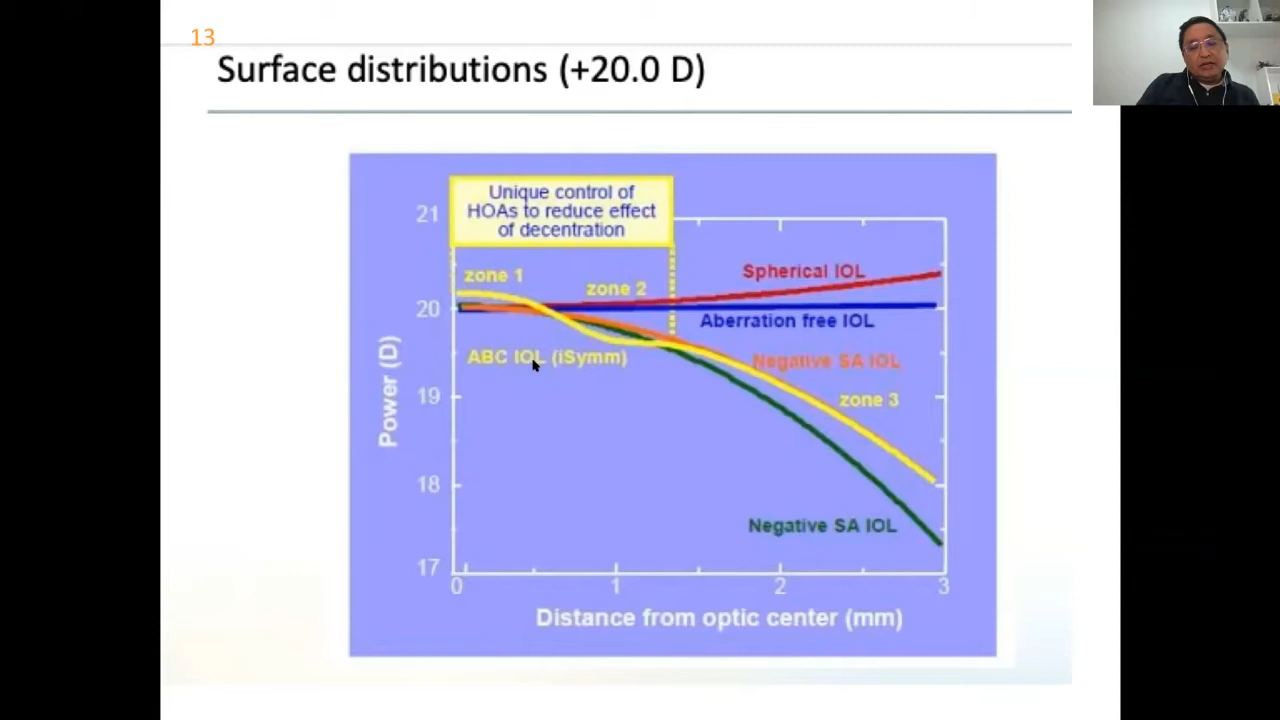 13
Surface distributions (+20.0 D)
Unique control of
HOAs to reduce effect
of decentration
21
zone 1
zone 2
Spherical IOL
20
Aberration free IOL
ABC IOL (iSymm)
Negative SA IOL
Power (D)
19
zone 3
18
Negative SA IOL
17
0 1 2 3
Distance from optic center (mm)